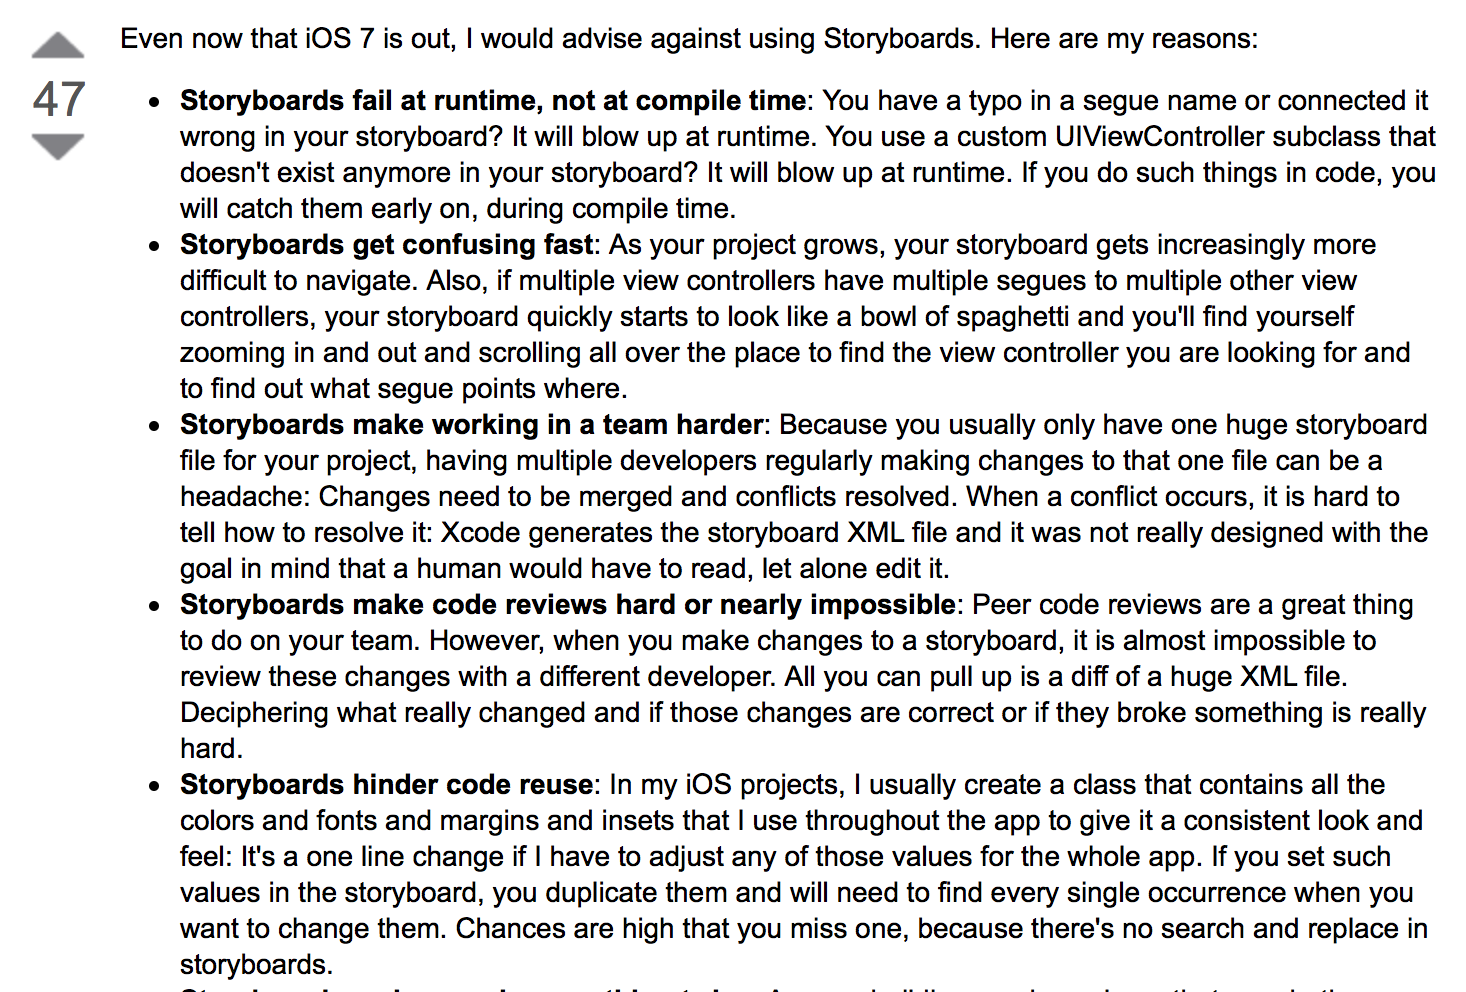 Even now that iOS 7 is out, I would advise against using Storyboards. Here are my reasons:
47
• Storyboards fail at runtime, not at compile time: You have a typo in a segue name or connected it
wrong in your storyboard? It will blow up at runtime. You use a custom UIViewController subclass that
doesn't exist anymore in your storyboard? It will blow up at runtime. If you do such things in code, you
will catch them early on, during compile time.
• Storyboards get confusing fast: As your project grows, your storyboard gets increasingly more
difficult to navigate. Also, if multiple view controllers have multiple segues to multiple other view
controllers, your storyboard quickly starts to look like a bowl of spaghetti and you'll find yourself
zooming in and out and scrolling all over the place to find the view controller you are looking for and
to find out what segue points where.
• Storyboards make working in a team harder: Because you usually only have one huge storyboard
file for your project, having multiple developers regularly making changes to that one file can be a
headache: Changes need to be merged and conflicts resolved. When a conflict occurs, it is hard to
tell how to resolve it: Xcode generates the storyboard XML file and it was not really designed with the
goal in mind that a human would have to read, let alone edit it.
• Storyboards make code reviews hard or nearly impossible: Peer code reviews are a great thing
to do on your team. However, when you make changes to a storyboard, it is almost impossible to
review these changes with a different developer. All you can pull up is a diff of a huge XML file.
Deciphering what really changed and if those changes are correct or if they broke something is really
hard.
• Storyboards hinder code reuse: In my iOS projects, I usually create a class that contains all the
colors and fonts and margins and insets that I use throughout the app to give it a consistent look and
feel: It's a one line change if I have to adjust any of those values for the whole app. If you set such
values in the storyboard, you duplicate them and will need to find every single occurrence when you
want to change them. Chances are high that you miss one, because there's no search and replace in
storyboards.